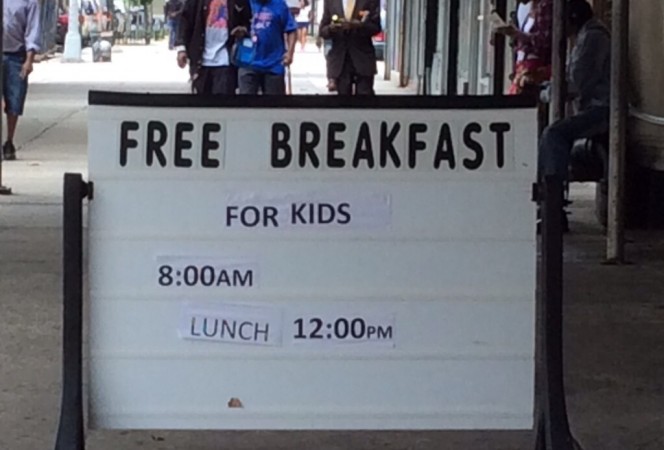 FREE BREAKFAST
FOR KIDS
8:00AM
LUNCH 12:00PM